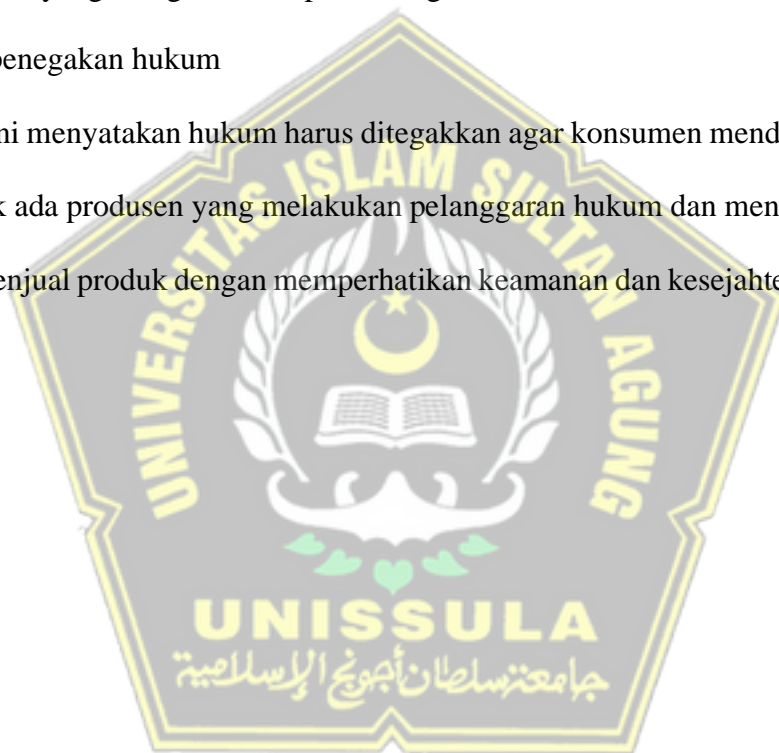 penegakan hukum
ni menyatakan hukum harus ditegakkan agar konsumen mend
k ada produsen yang melakukan pelanggaran hukum dan men
enjual produk dengan memperhatikan keamanan dan kesejahte
UNIVERSITAS ISLAM SULTAN AGUNG
UNISSULA
جامعة سلطان أجونج الإسلامية